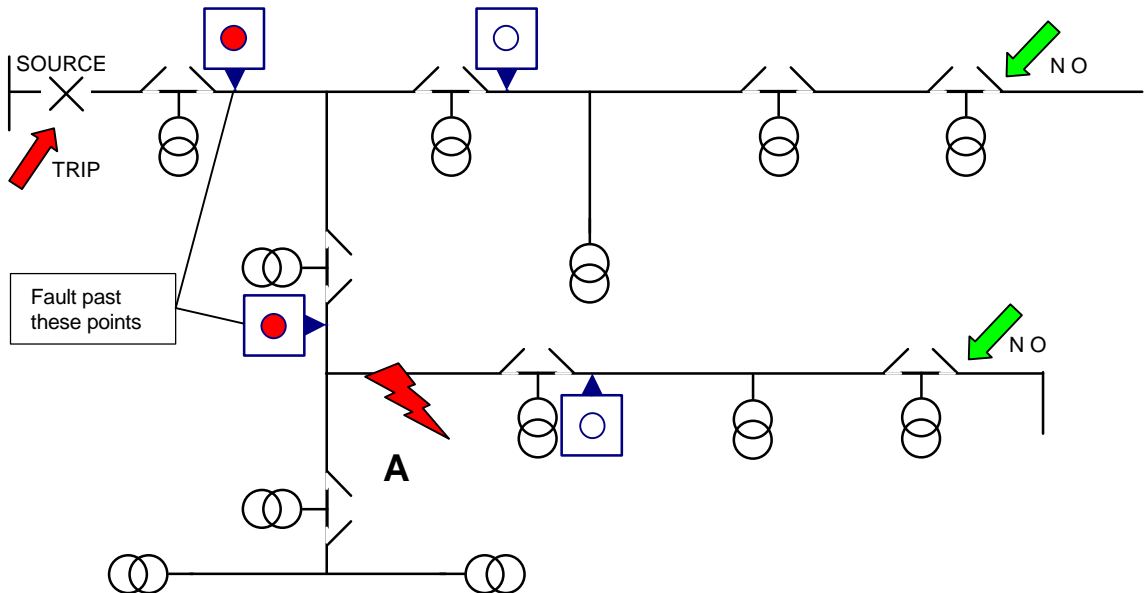 SOURCE
N O
TRIP
Fault past
these points
N O
A